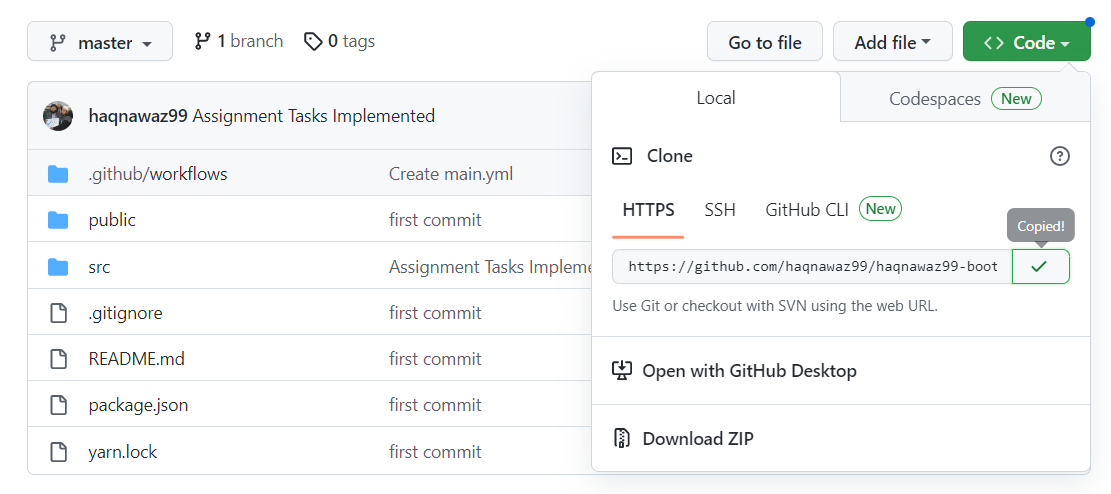 master 1 branch 0 tags Go to file Add file Code
haqnawaz99 Assignment Tasks Implemented
.github/workflows Create main.yml
public first commit
src Assignment Tasks Impleme
.gitignore first commit
README.md first commit
package.json first commit
yarn.lock first commit
Local Codespaces New
Clone
HTTPS SSH GitHub CLI New
Copied!
https://github.com/haqnawaz99/haqnawaz99-boot
Use Git or checkout with SVN using the web URL.
Open with GitHub Desktop
Download ZIP